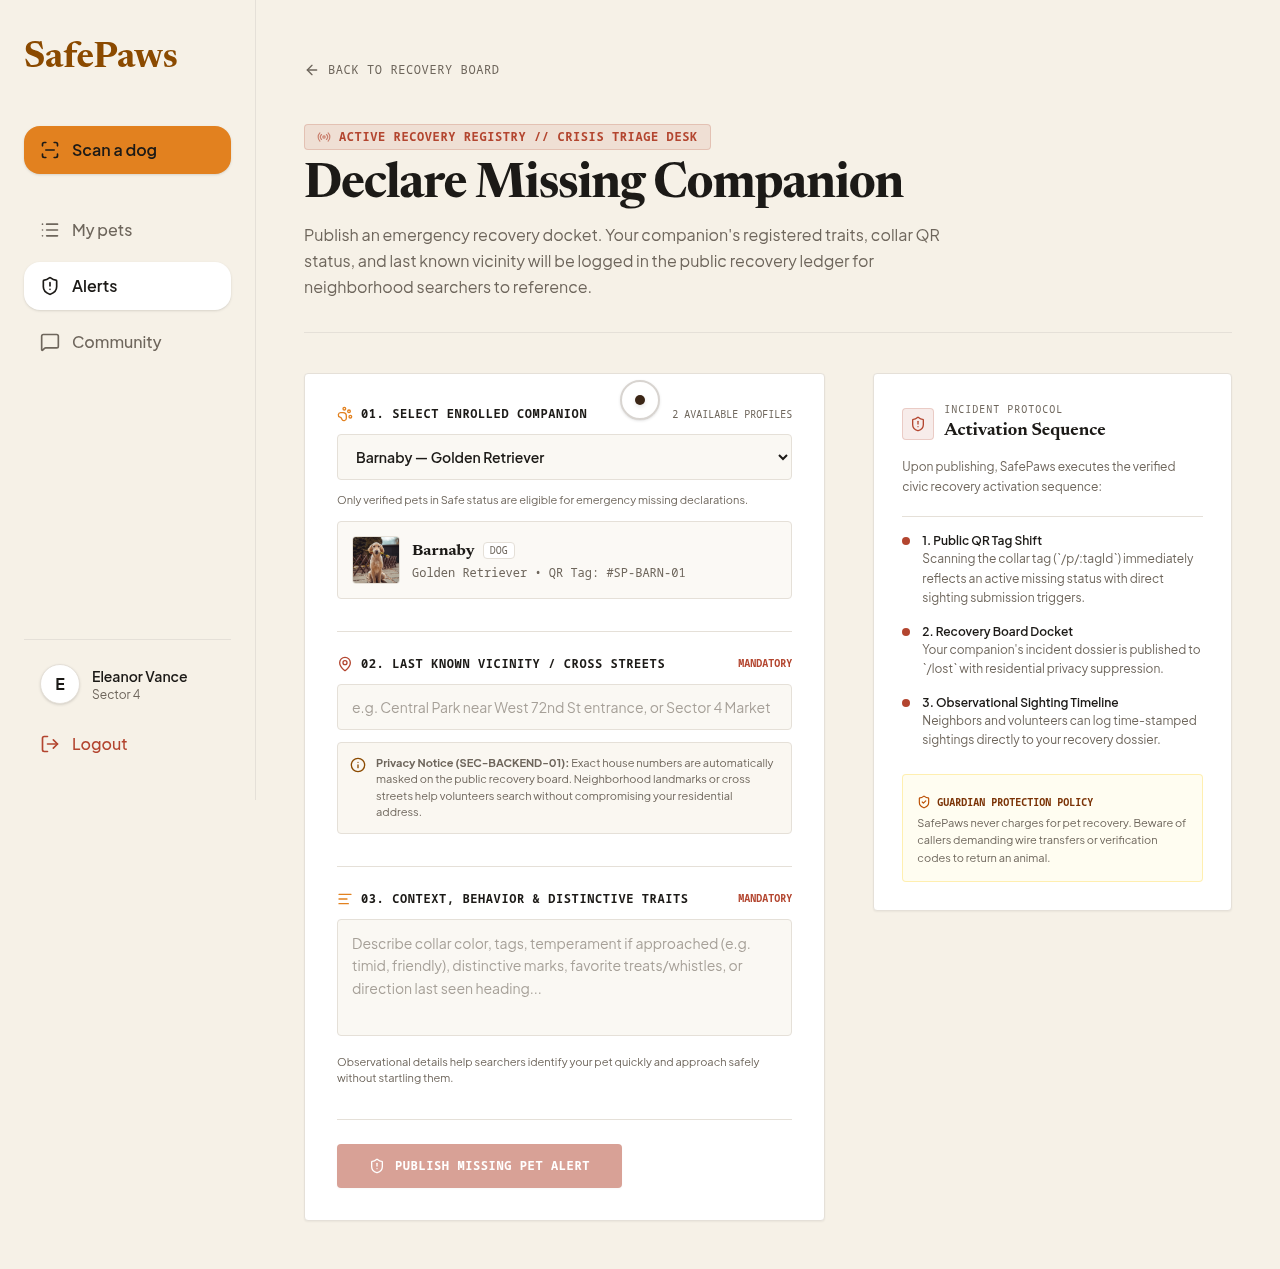 SafePaws
Scan a dog
My pets
Alerts
Community
E
Eleanor Vance
Sector 4
Logout
BACK TO RECOVERY BOARD
ACTIVE RECOVERY REGISTRY // CRISIS TRIAGE DESK
Declare Missing Companion
Publish an emergency recovery docket. Your companion's registered traits, collar QR
status, and last known vicinity will be logged in the public recovery ledger for
neighborhood searchers to reference.
01. SELECT ENROLLED COMPANION
2 AVAILABLE PROFILES
Barnaby — Golden Retriever
Only verified pets in Safe status are eligible for emergency missing declarations.
Barnaby DOG
Golden Retriever • QR Tag: #SP-BARN-01
02. LAST KNOWN VICINITY / CROSS STREETS
MANDATORY
e.g. Central Park near West 72nd St entrance, or Sector 4 Market
Privacy Notice (SEC-BACKEND-01): Exact house numbers are automatically
masked on the public recovery board. Neighborhood landmarks or cross
streets help volunteers search without compromising your residential
address.
03. CONTEXT, BEHAVIOR & DISTINCTIVE TRAITS
MANDATORY
Describe collar color, tags, temperament if approached (e.g.
timid, friendly), distinctive marks, favorite treats/whistles, or
direction last seen heading...
Observational details help searchers identify your pet quickly and approach safely
without startling them.
PUBLISH MISSING PET ALERT
INCIDENT PROTOCOL
Activation Sequence
Upon publishing, SafePaws executes the verified
civic recovery activation sequence:
1. Public QR Tag Shift
Scanning the collar tag (`/p/:tagId`) immediately
reflects an active missing status with direct
sighting submission triggers.
2. Recovery Board Docket
Your companion's incident dossier is published to
`/lost` with residential privacy suppression.
3. Observational Sighting Timeline
Neighbors and volunteers can log time-stamped
sightings directly to your recovery dossier.
GUARDIAN PROTECTION POLICY
SafePaws never charges for pet recovery. Beware of
callers demanding wire transfers or verification
codes to return an animal.